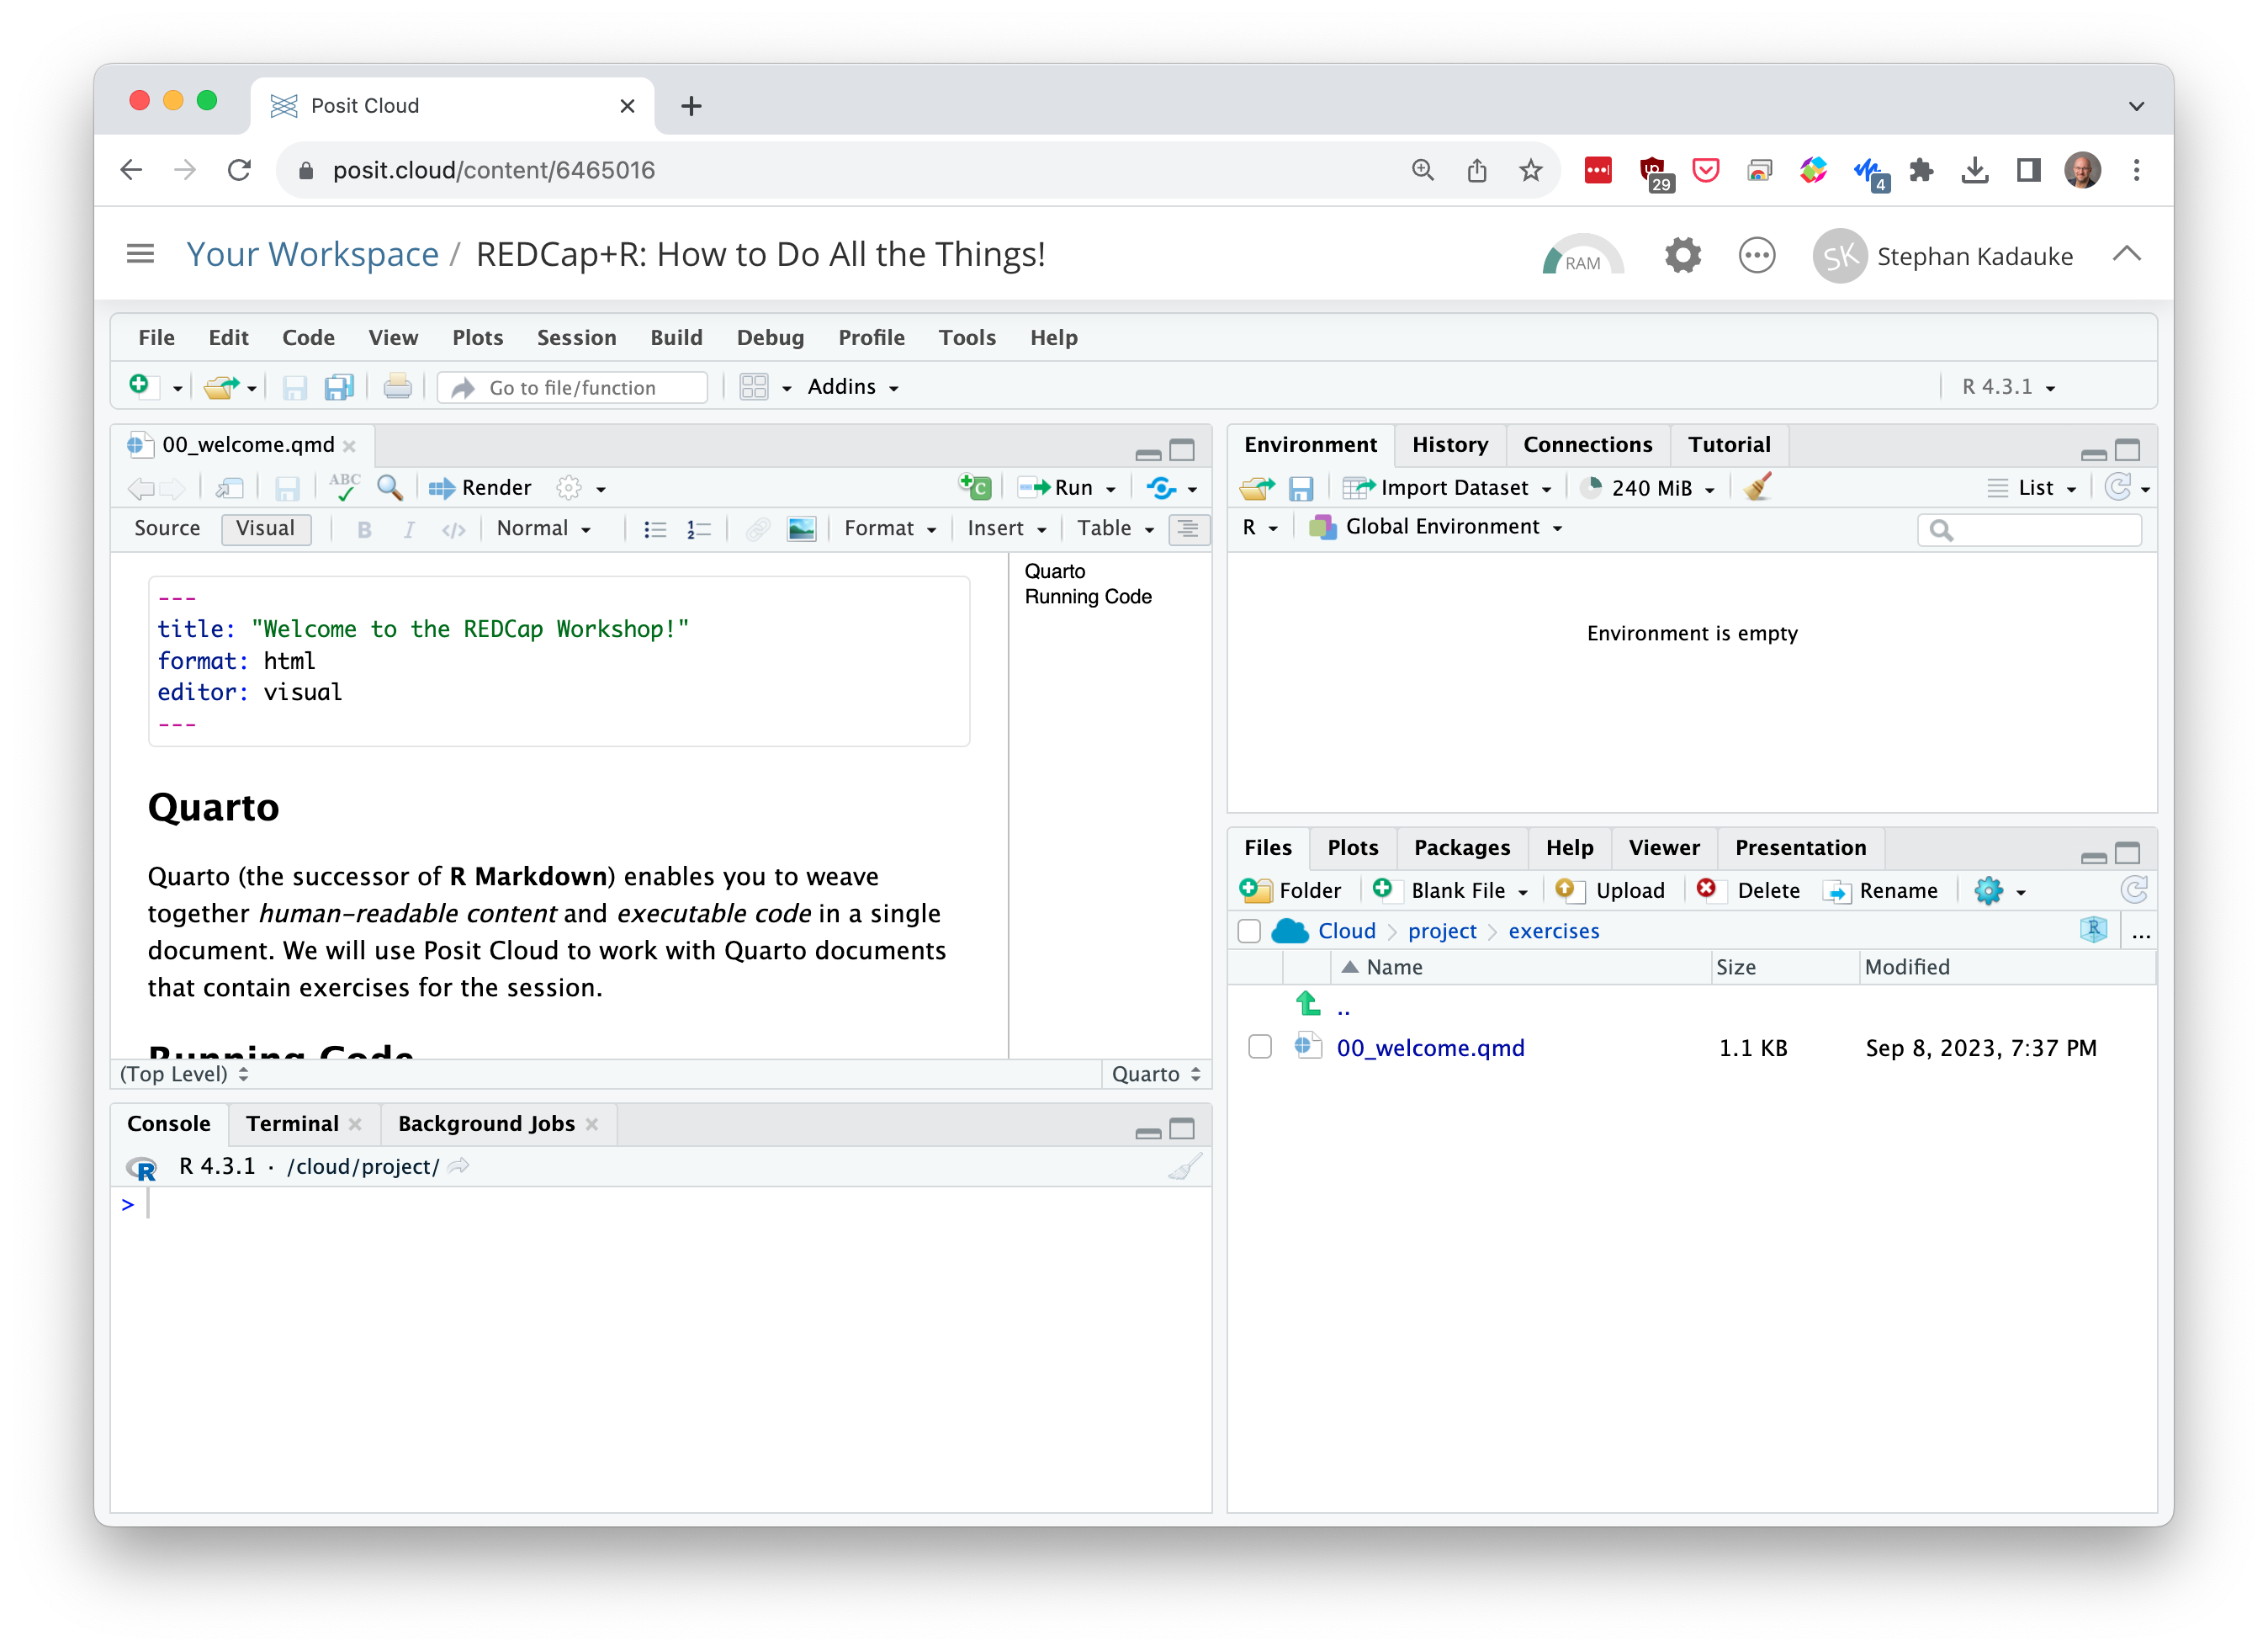 Posit Cloud
posit.cloud/content/6465016
29
4
Your Workspace / REDCap+R: How to Do All the Things!
RAM
SK
Stephan Kadauke
File Edit Code View Plots Session Build Debug Profile Tools Help
Go to file/function
Addins
R 4.3.1
00_welcome.qmd
ABC
Render
Run
Source Visual B I </> Normal Format Insert Table
---
title: "Welcome to the REDCap Workshop!"
format: html
editor: visual
---
Quarto
Quarto (the successor of R Markdown) enables you to weave
together human-readable content and executable code in a single
document. We will use Posit Cloud to work with Quarto documents
that contain exercises for the session.
Running Code
Quarto
Running Code
(Top Level)
Quarto
Console Terminal Background Jobs
R 4.3.1 · /cloud/project/
>
Environment History Connections Tutorial
Import Dataset 240 MiB List
R Global Environment
Environment is empty
Files Plots Packages Help Viewer Presentation
Folder Blank File Upload Delete Rename
Cloud project exercises
R
...
Name Size Modified
..
00_welcome.qmd 1.1 KB Sep 8, 2023, 7:37 PM